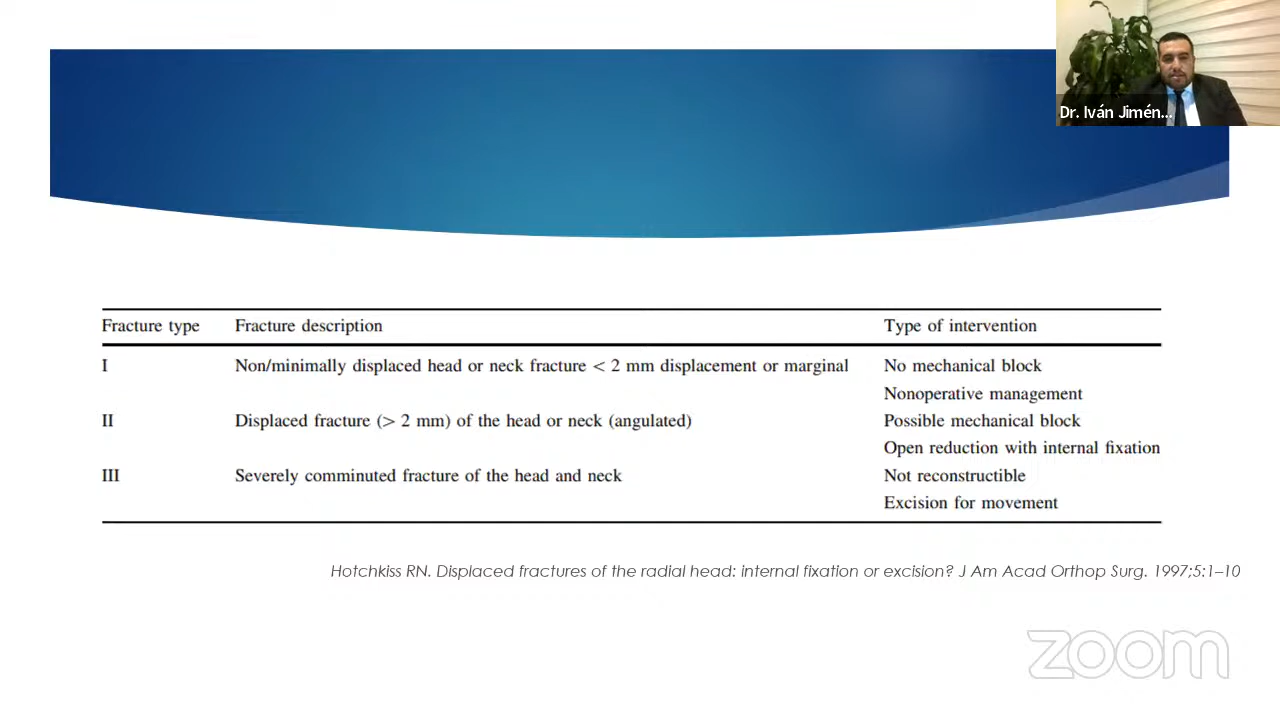 Dr. Iván Jimén...
Fracture type Fracture description Type of intervention
I Non/minimally displaced head or neck fracture < 2 mm displacement or marginal No mechanical block
Nonoperative management
II Displaced fracture (> 2 mm) of the head or neck (angulated) Possible mechanical block
Open reduction with internal fixation
III Severely comminuted fracture of the head and neck Not reconstructible
Excision for movement
Hotchkiss RN. Displaced fractures of the radial head: internal fixation or excision? J Am Acad Orthop Surg. 1997;5:1–10
zoom